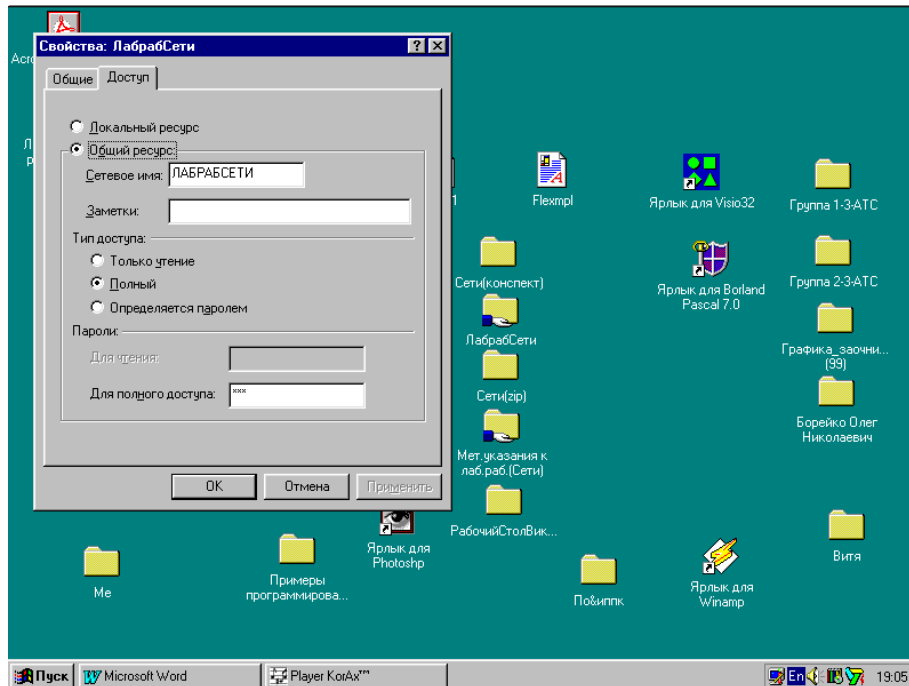 Acro
Свойства: ЛабрабСети
Общие
Доступ
Локальный ресурс
Общий ресурс:
Сетевое имя:
ЛАБРАБСЕТИ
Заметки:
Тип доступа:
Только чтение
Полный
Определяется паролем
Пароли:
Для чтения:
Для полного доступа:
***
OK
Отмена
Применить
Flexmpl
Ярлык для Visio32
Группа 1-3-АТС
Сети(конспект)
Ярлык для Borland
Pascal 7.0
Группа 2-3-АТС
ЛабрабСети
Графика_заочни...
(99)
Сети(zip)
Борейко Олег
Николаевич
Мет.указания к
лаб.раб.(Сети)
РабочийСтолВик...
Ярлык для
Photoshp
Витя
Me
Примеры
программирова...
По&иппк
Ярлык для
Winamp
Пуск
Microsoft Word
Player KorAx™
En
19:05